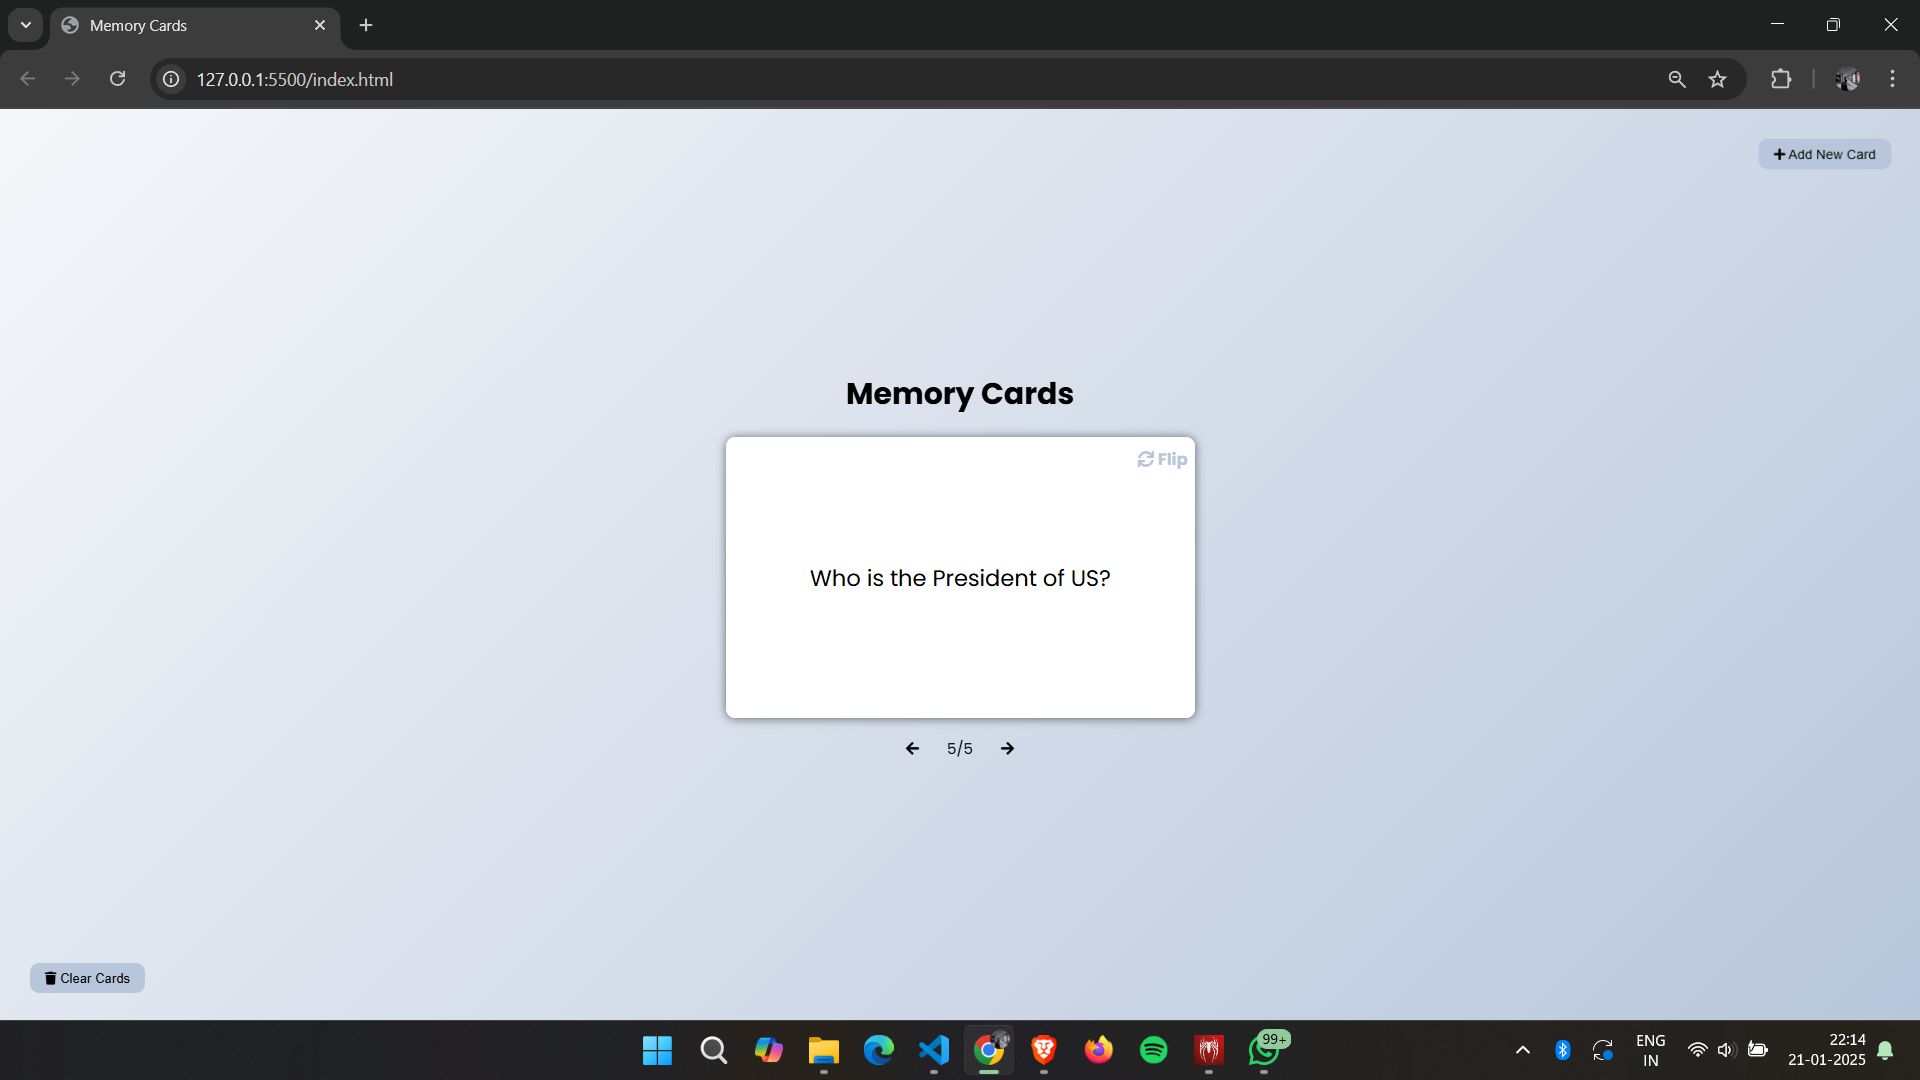 Memory Cards
127.0.0.1:5500/index.html
Add New Card
Memory Cards
Flip
Who is the President of US?
5/5
Clear Cards
99+
ENG
IN
22:14
21-01-2025